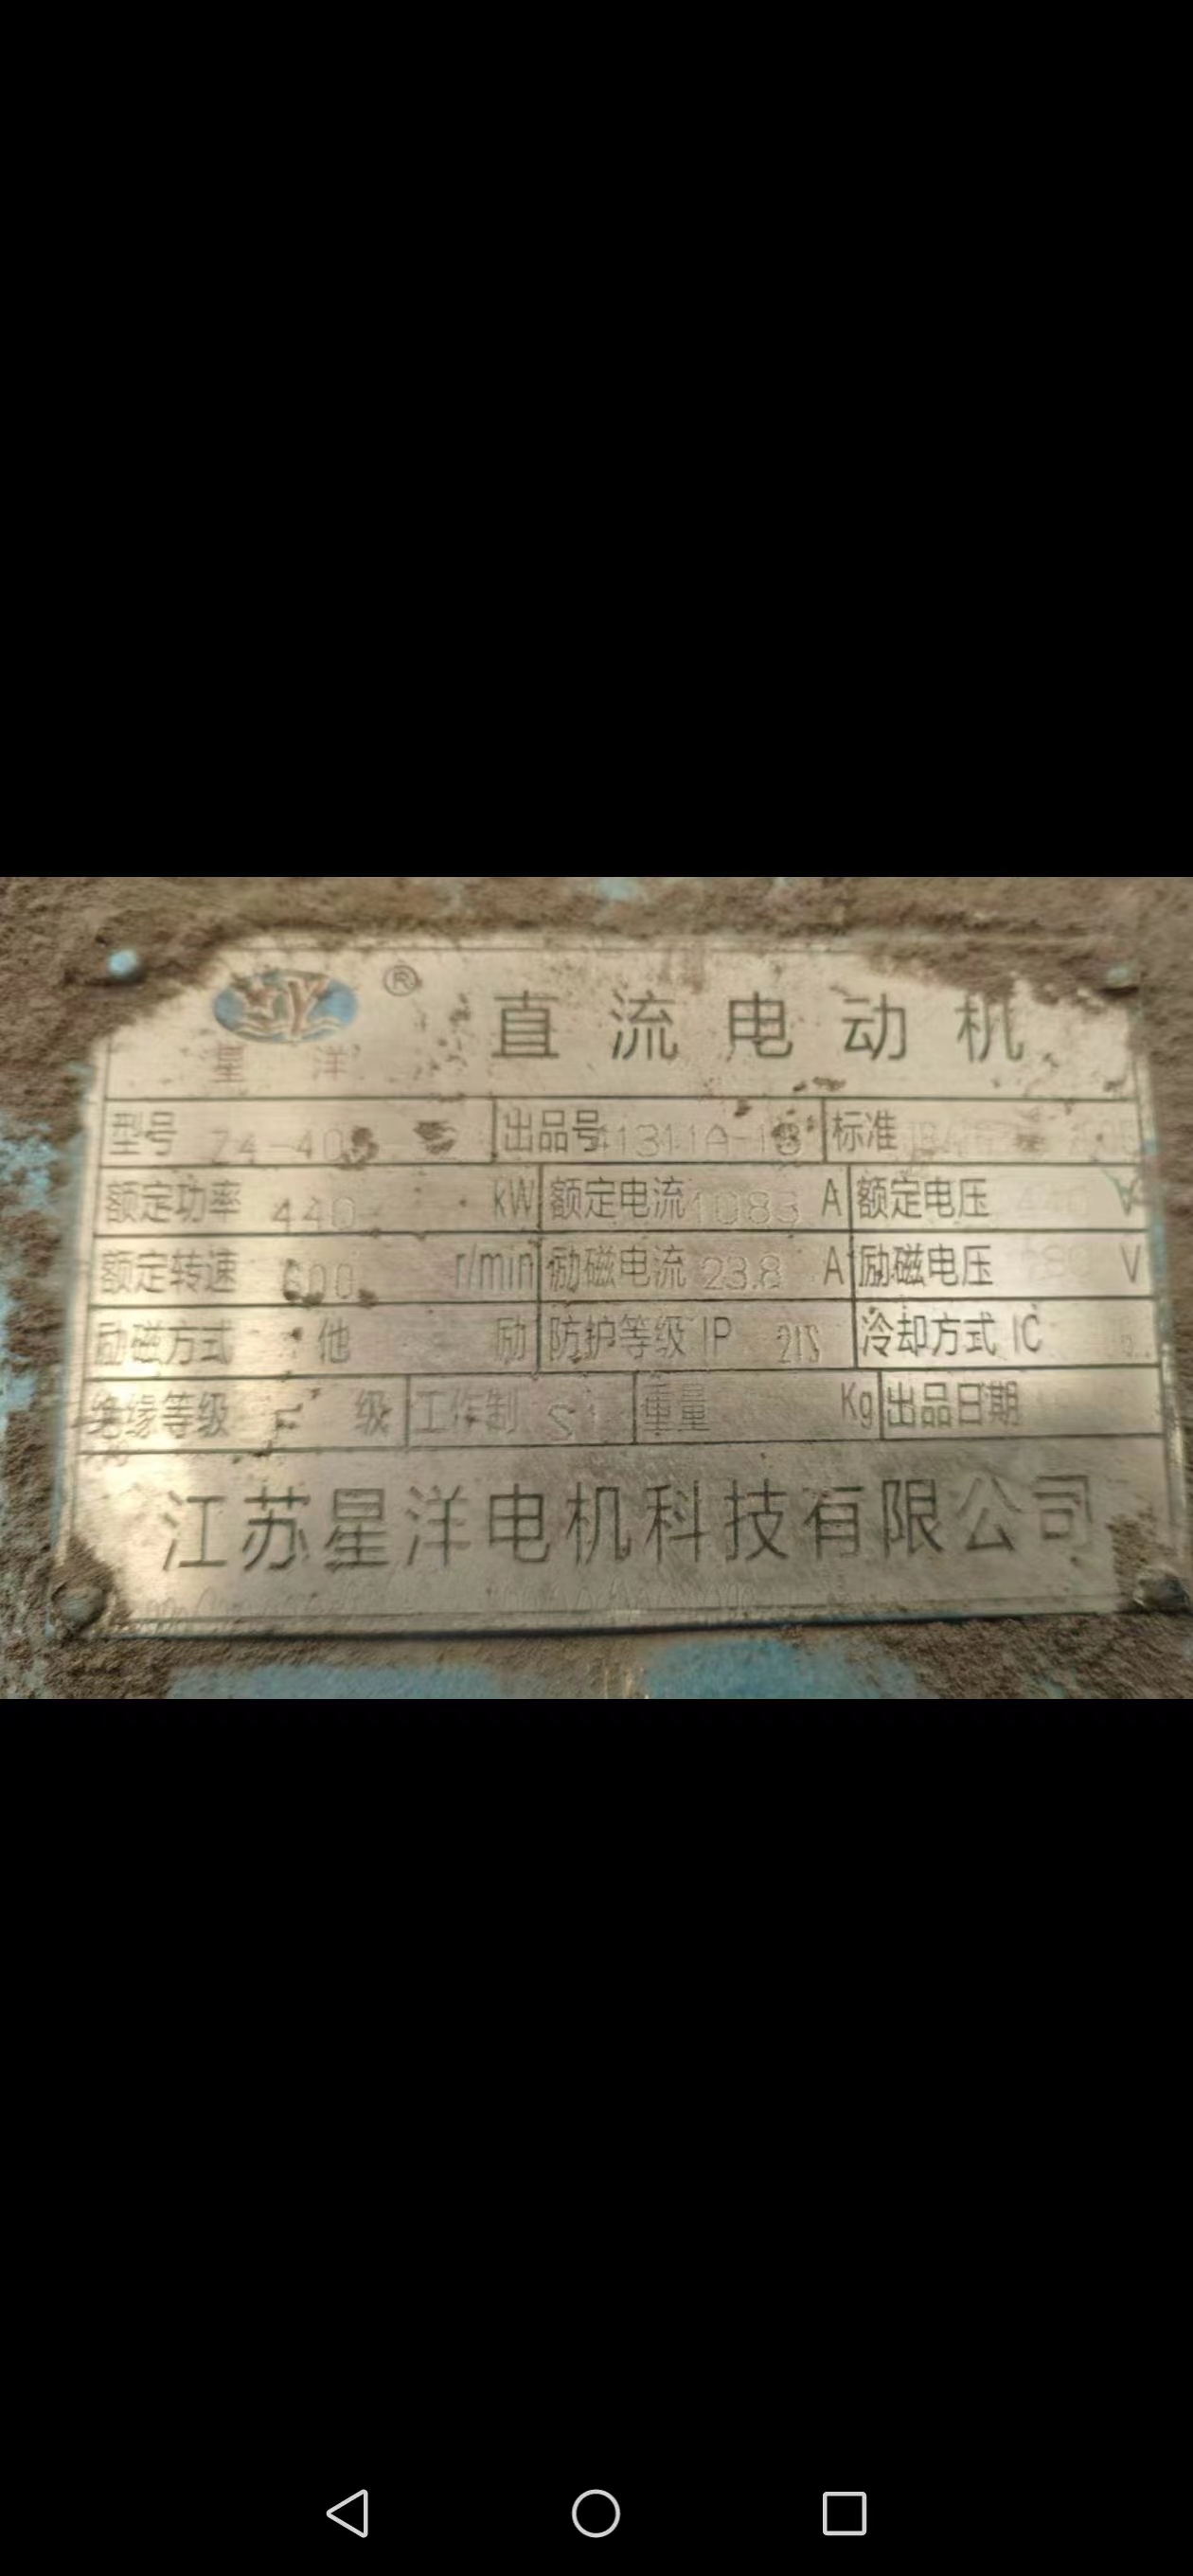 XY ®
星洋
直流电动机
型号 Z4-40 出品号 1311A-1 标准
额定功率 440 kW 额定电流 1083 A 额定电压 V
额定转速 600 r/min 励磁电流 23.8 A 励磁电压 V
励磁方式 他 励 防护等级 IP 21S 冷却方式 IC
绝缘等级 F 级 工作制 S1 重量 Kg 出品日期
江苏星洋电机科技有限公司